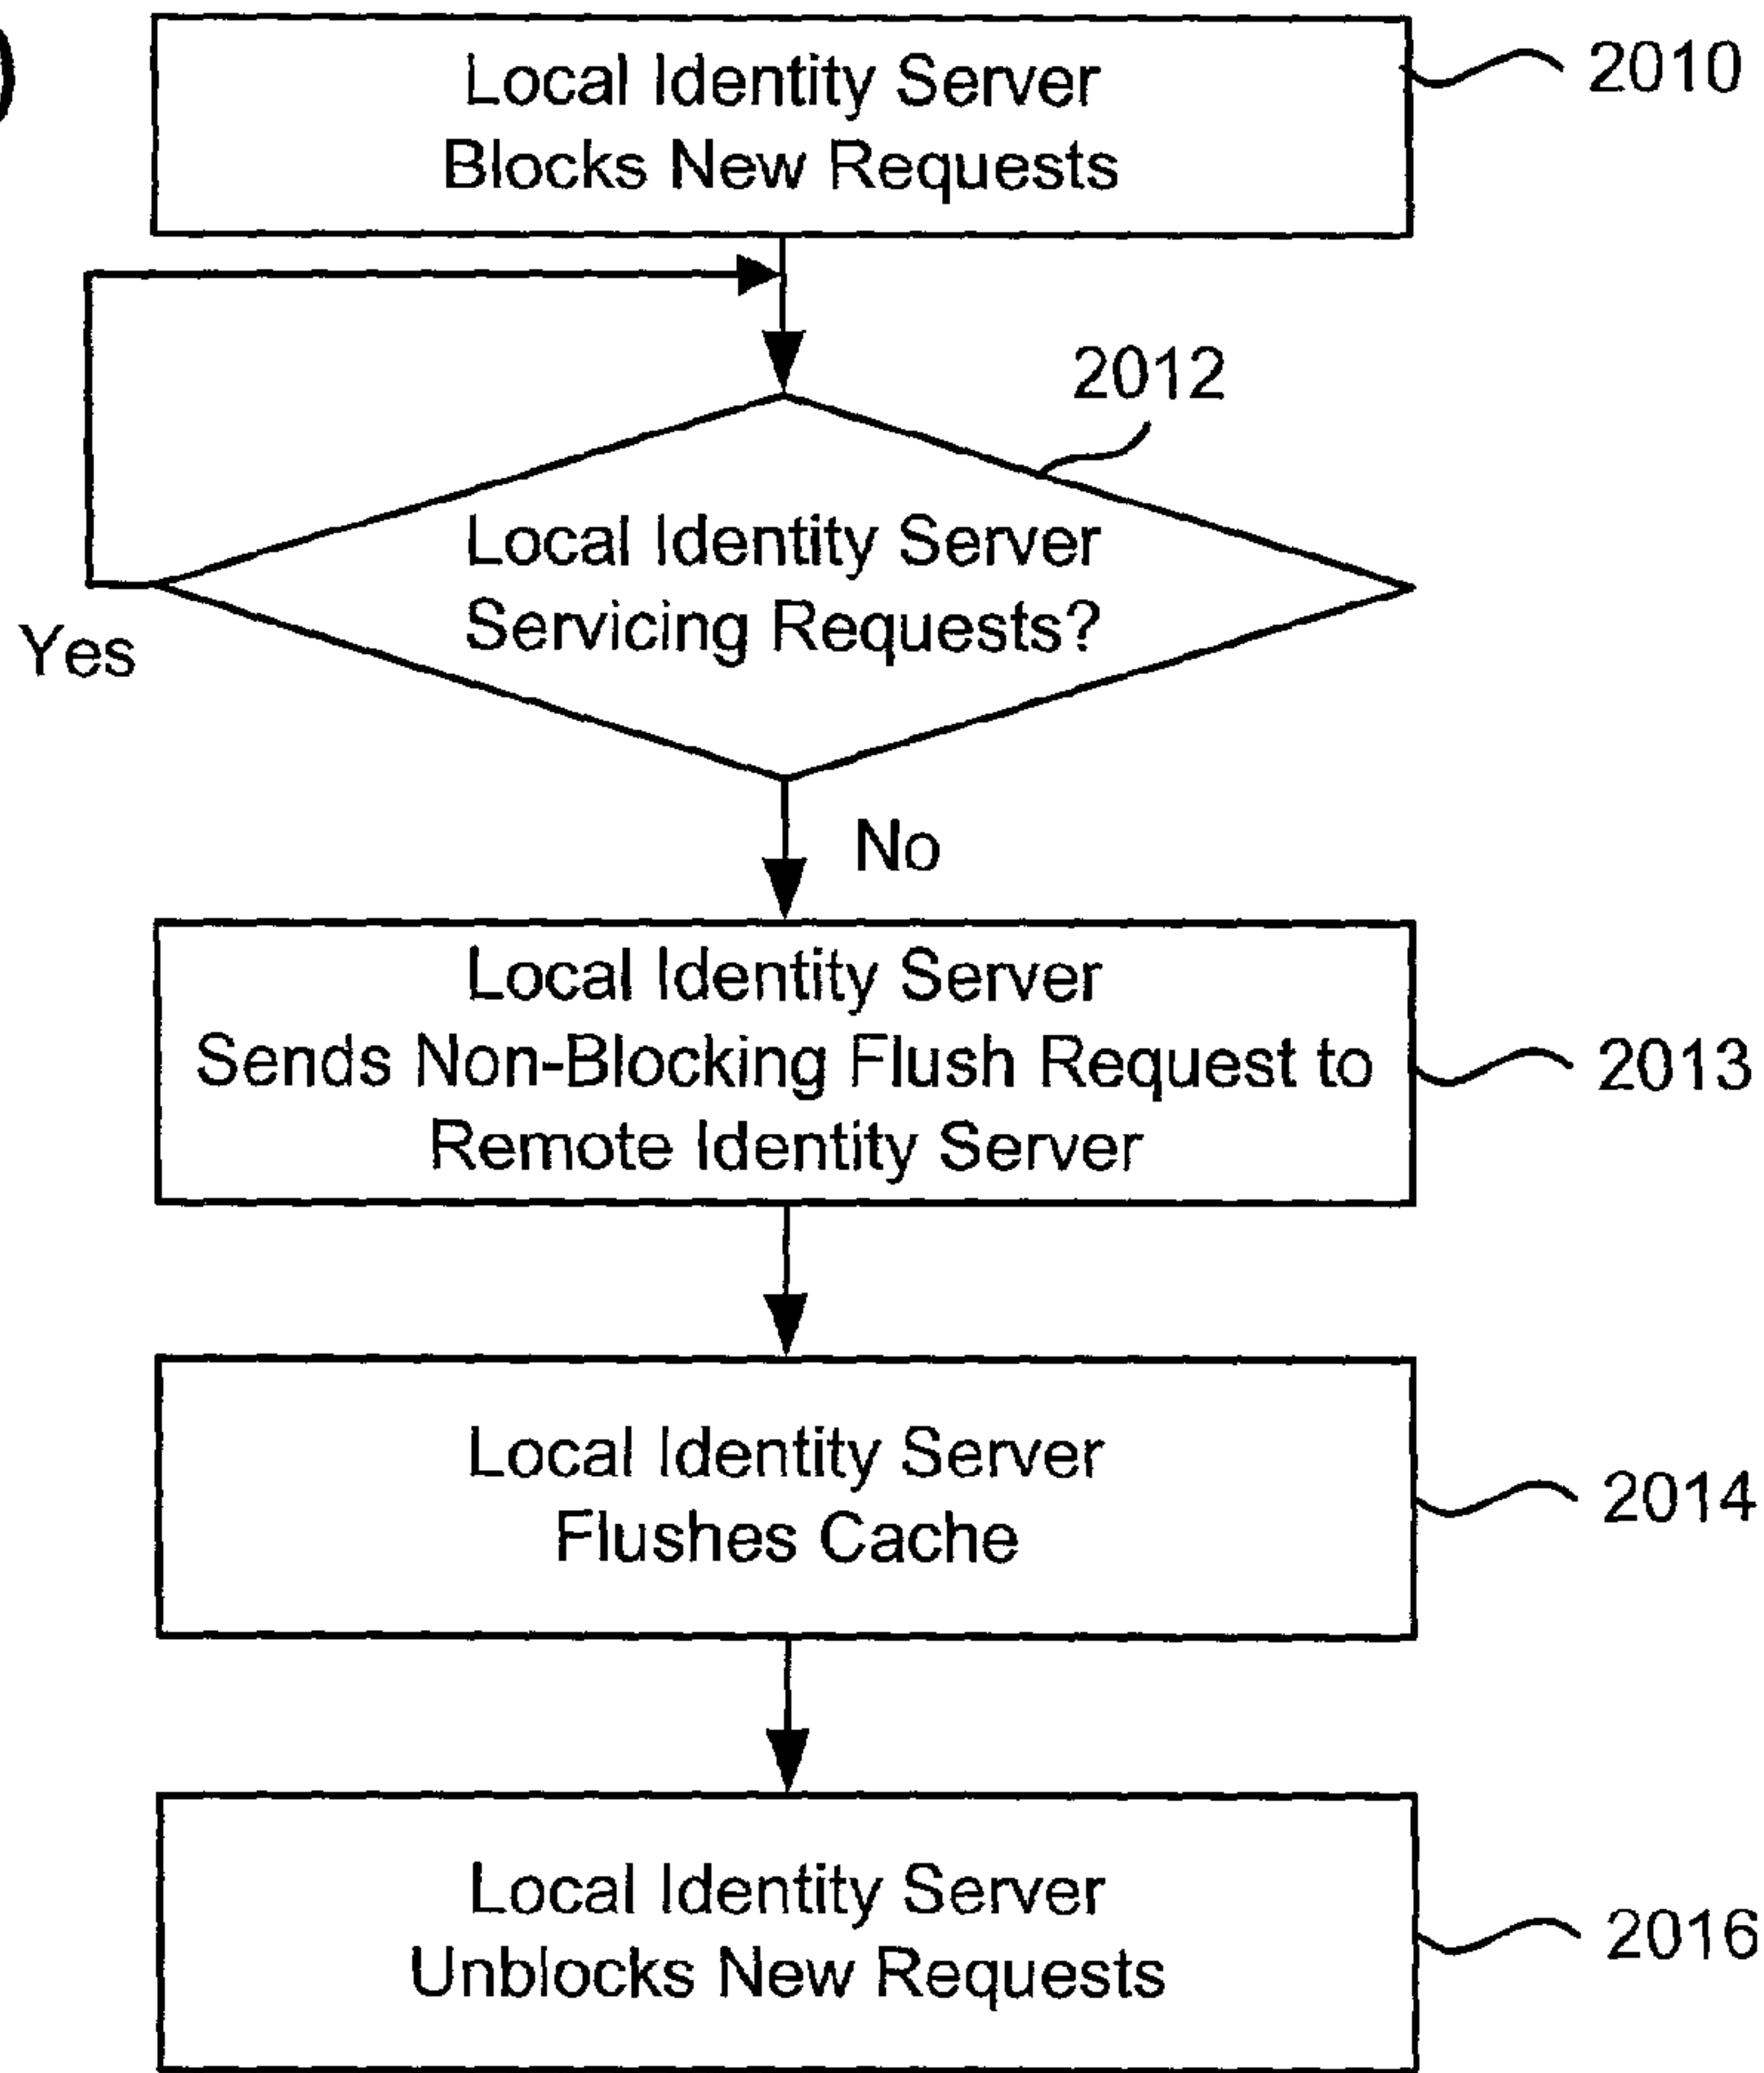 Local Identity Server
Blocks New Requests
2010
2012
Local Identity Server
Servicing Requests?
Yes
No
Local Identity Server
Sends Non-Blocking Flush Request to
Remote Identity Server
2013
Local Identity Server
Flushes Cache
2014
Local Identity Server
Unblocks New Requests
2016